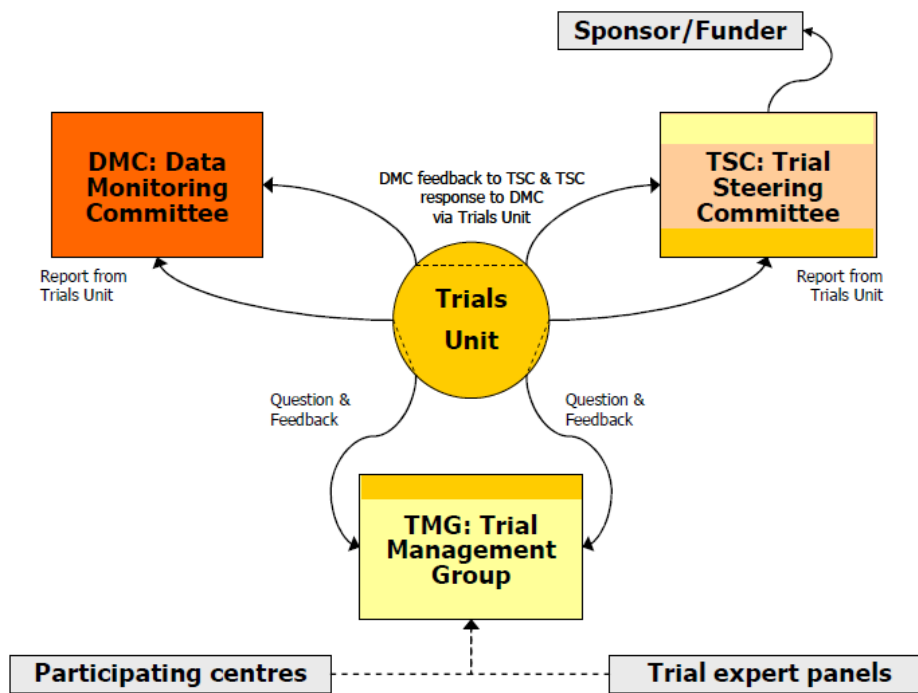 Sponsor/Funder
DMC: Data
Monitoring
Committee
DMC feedback to TSC & TSC
response to DMC
via Trials Unit
TSC: Trial
Steering
Committee
Report from
Trials Unit
Trials
Unit
Report from
Trials Unit
Question &
Feedback
Question &
Feedback
TMG: Trial
Management
Group
Participating centres
Trial expert panels